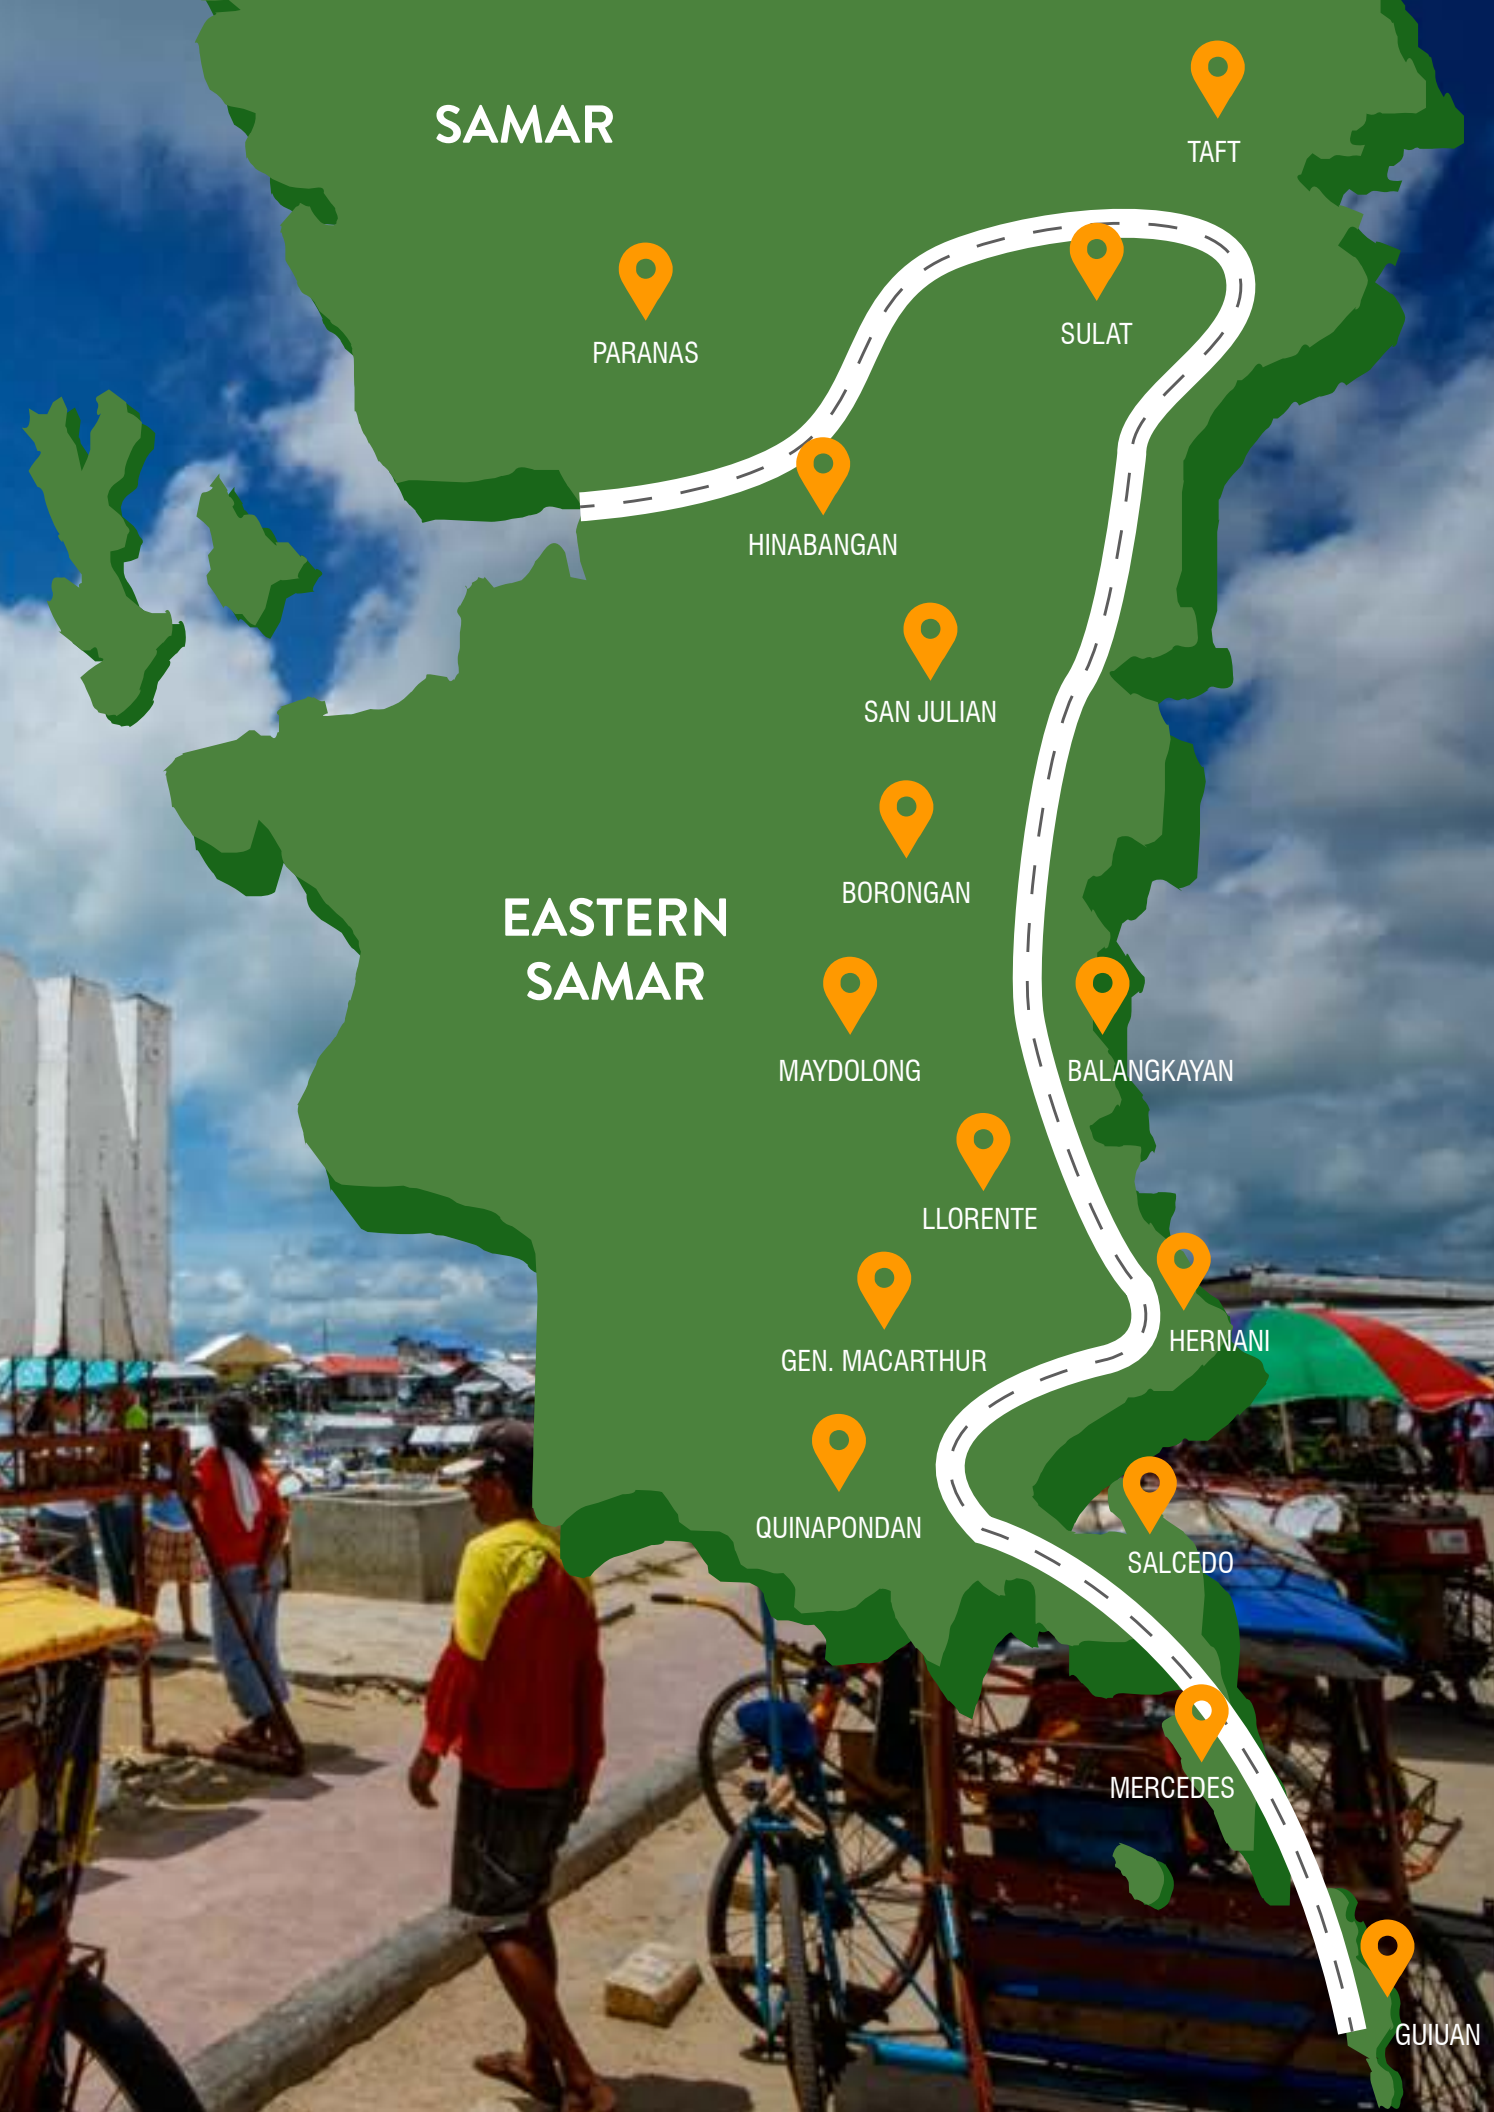 SAMAR
TAFT
PARANAS
SULAT
HINABANGAN
SAN JULIAN
BORONGAN
EASTERN
SAMAR
MAYDOLONG
BALANGKAYAN
LLORENTE
HERNANI
GEN. MACARTHUR
QUINAPONDAN
SALCEDO
MERCEDES
GUIUAN